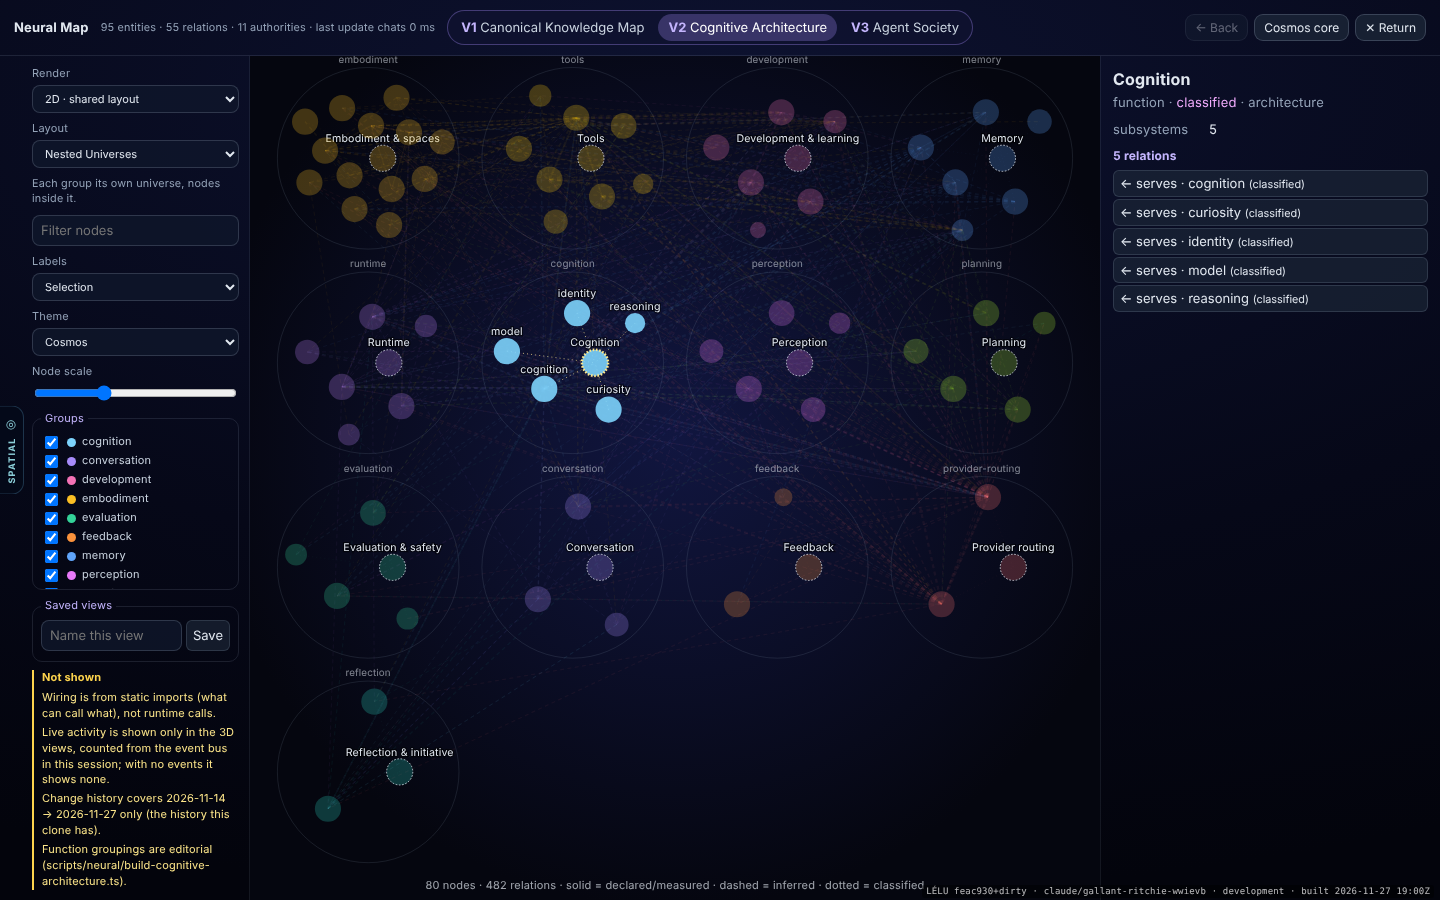 Neural Map
95 entities · 55 relations · 11 authorities · last update chats 0 ms
V1 Canonical Knowledge Map
V2 Cognitive Architecture
V3 Agent Society
← Back
Cosmos core
✕ Return
Render
2D · shared layout
Layout
Nested Universes
Each group its own universe, nodes
inside it.
Filter nodes
Labels
Selection
Theme
Cosmos
Node scale
SPATIAL ◎
Groups
cognition
conversation
development
embodiment
evaluation
feedback
memory
perception
Saved views
Name this view
Save
Not shown
Wiring is from static imports (what
can call what), not runtime calls.
Live activity is shown only in the 3D
views, counted from the event bus
in this session; with no events it
shows none.
Change history covers 2026-11-14
→ 2026-11-27 only (the history this
clone has).
Function groupings are editorial
(scripts/neural/build-cognitive-
architecture.ts).
embodiment
tools
development
memory
Embodiment & spaces
Tools
Development & learning
Memory
runtime
cognition
perception
planning
identity
reasoning
model
Runtime
Cognition
Perception
Planning
cognition
curiosity
evaluation
conversation
feedback
provider-routing
Evaluation & safety
Conversation
Feedback
Provider routing
reflection
Reflection & initiative
80 nodes · 482 relations · solid = declared/measured · dashed = inferred · dotted = classified
Cognition
function · classified · architecture
subsystems 5
5 relations
← serves · cognition (classified)
← serves · curiosity (classified)
← serves · identity (classified)
← serves · model (classified)
← serves · reasoning (classified)
LÉLU feac930+dirty · claude/gallant-ritchie-wwievb · development · built 2026-11-27 19:00Z